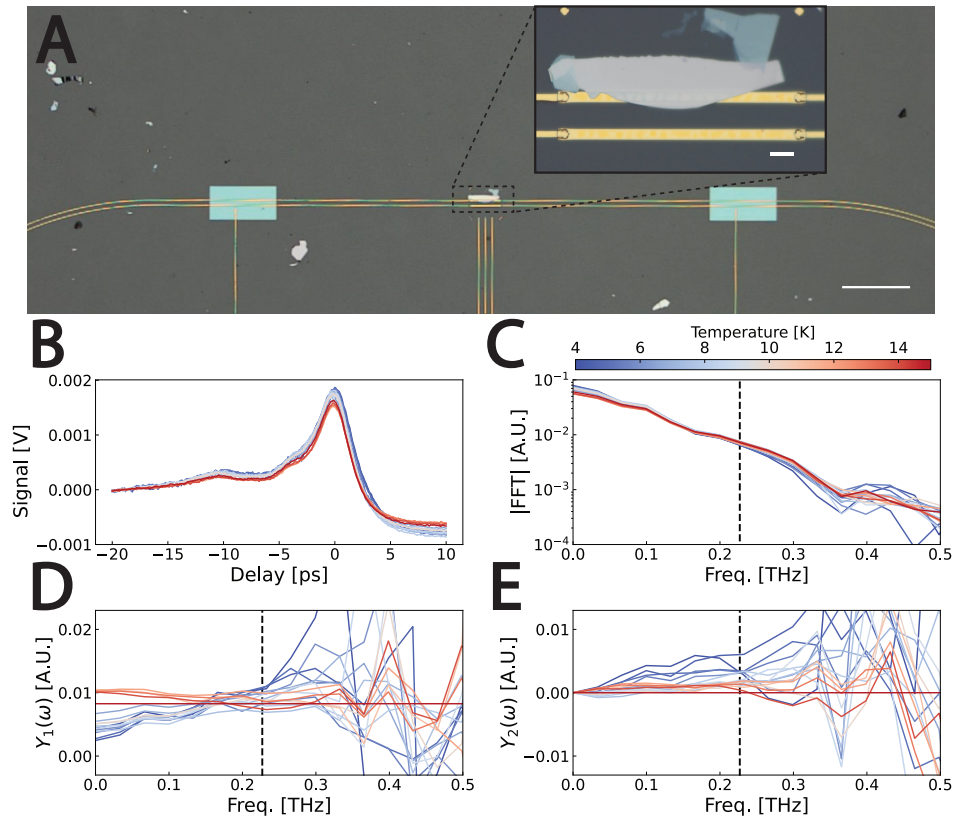 A
B
C
Temperature [K]
4 6 8 10 12 14
0.002
0.001
0.000
−0.001
Signal [V]
−20 −15 −10 −5 0 5 10
Delay [ps]
10⁻¹
10⁻²
10⁻³
10⁻⁴
|FFT| [A.U.]
0.0 0.1 0.2 0.3 0.4 0.5
Freq. [THz]
D
E
0.02
0.01
0.00
Y₁(ω) [A.U.]
0.0 0.1 0.2 0.3 0.4 0.5
Freq. [THz]
0.01
0.00
−0.01
Y₂(ω) [A.U.]
0.0 0.1 0.2 0.3 0.4 0.5
Freq. [THz]